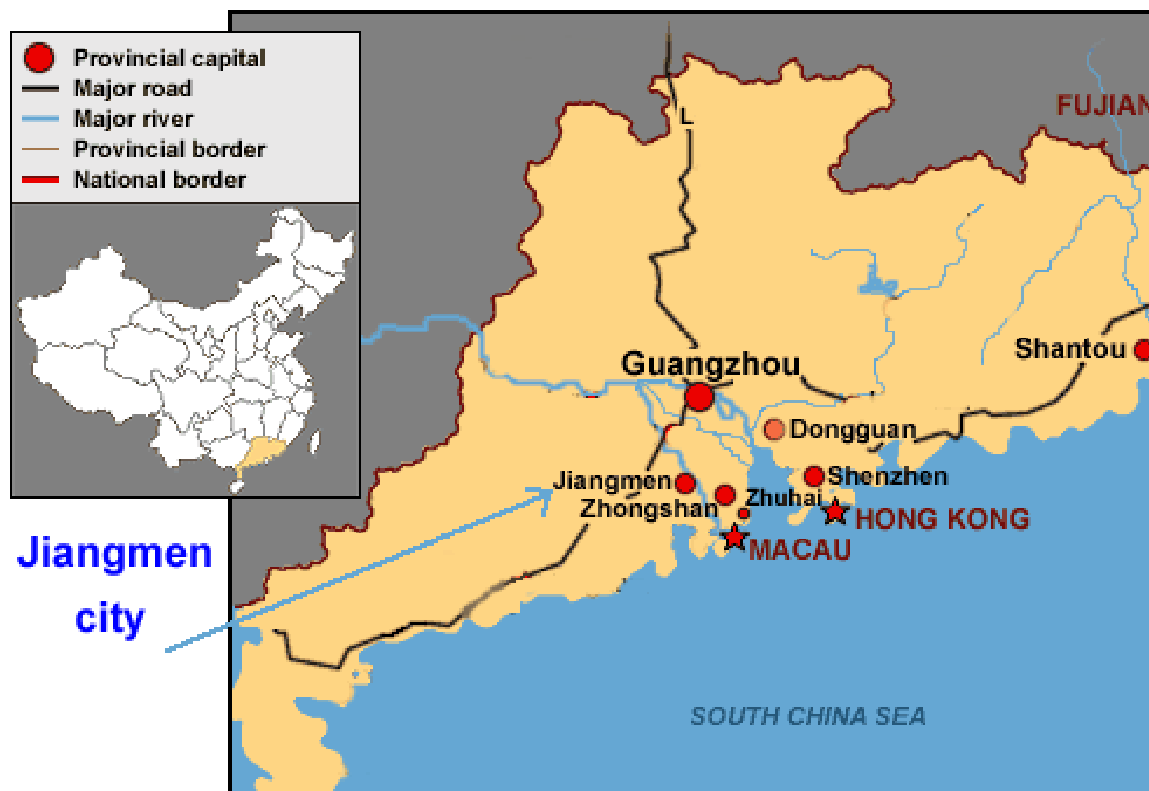 Provincial capital
Major road
Major river
Provincial border
National border
L
FUJIAN
Shantou
Guangzhou
Dongguan
Jiangmen
Shenzhen
Zhongshan
Zhuhai
HONG KONG
MACAU
Jiangmen
city
SOUTH CHINA SEA